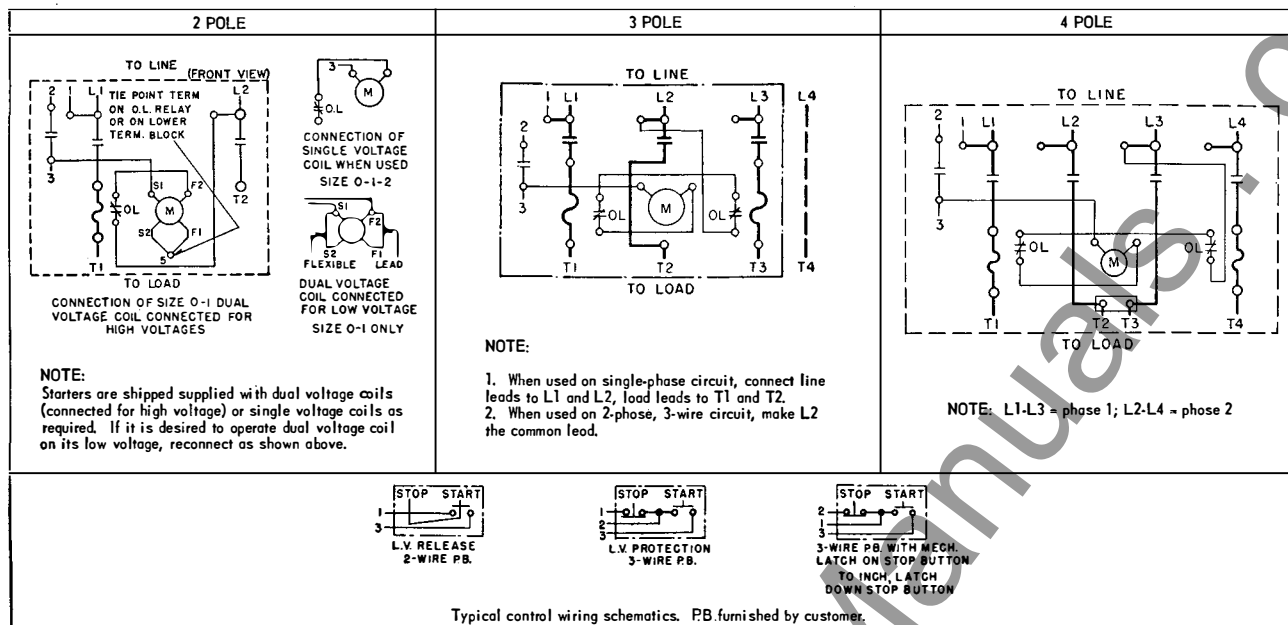 2 POLE
TO LINE
(FRONT VIEW)
2 1 L1 L2
TIE POINT TERM
ON O.L. RELAY
OR ON LOWER
TERM. BLOCK
3
S1 F2
OL M
T2
S2 F1
5
T1
TO LOAD
CONNECTION OF SIZE 0-1 DUAL
VOLTAGE COIL CONNECTED FOR
HIGH VOLTAGES
3 M
O.L
CONNECTION OF
SINGLE VOLTAGE
COIL WHEN USED
SIZE 0-1-2
S1 F2
S2 F1
FLEXIBLE LEAD
DUAL VOLTAGE
COIL CONNECTED
FOR LOW VOLTAGE
SIZE 0-1 ONLY
NOTE:
Starters are shipped supplied with dual voltage coils
(connected for high voltage) or single voltage coils as
required. If it is desired to operate dual voltage coil
on its low voltage, reconnect as shown above.
3 POLE
TO LINE
1 L1 L2 L3 L4
2
3
OL M OL
T1 T2 T3 T4
TO LOAD
NOTE:
1. When used on single-phase circuit, connect line
leads to L1 and L2, load leads to T1 and T2.
2. When used on 2-phase, 3-wire circuit, make L2
the common lead.
4 POLE
TO LINE
2 1 L1 L2 L3 L4
3
OL M OL
T1 T2 T3 T4
TO LOAD
NOTE: L1-L3 = phase 1; L2-L4 = phase 2
STOP START
1
3
L.V. RELEASE
2-WIRE P.B.
STOP START
1
2
3
L.V. PROTECTION
3-WIRE P.B.
STOP START
2
1
3
3-WIRE P.B. WITH MECH.
LATCH ON STOP BUTTON
TO INCH, LATCH
DOWN STOP BUTTON
Typical control wiring schematics. P.B. furnished by customer.
Manuals.c